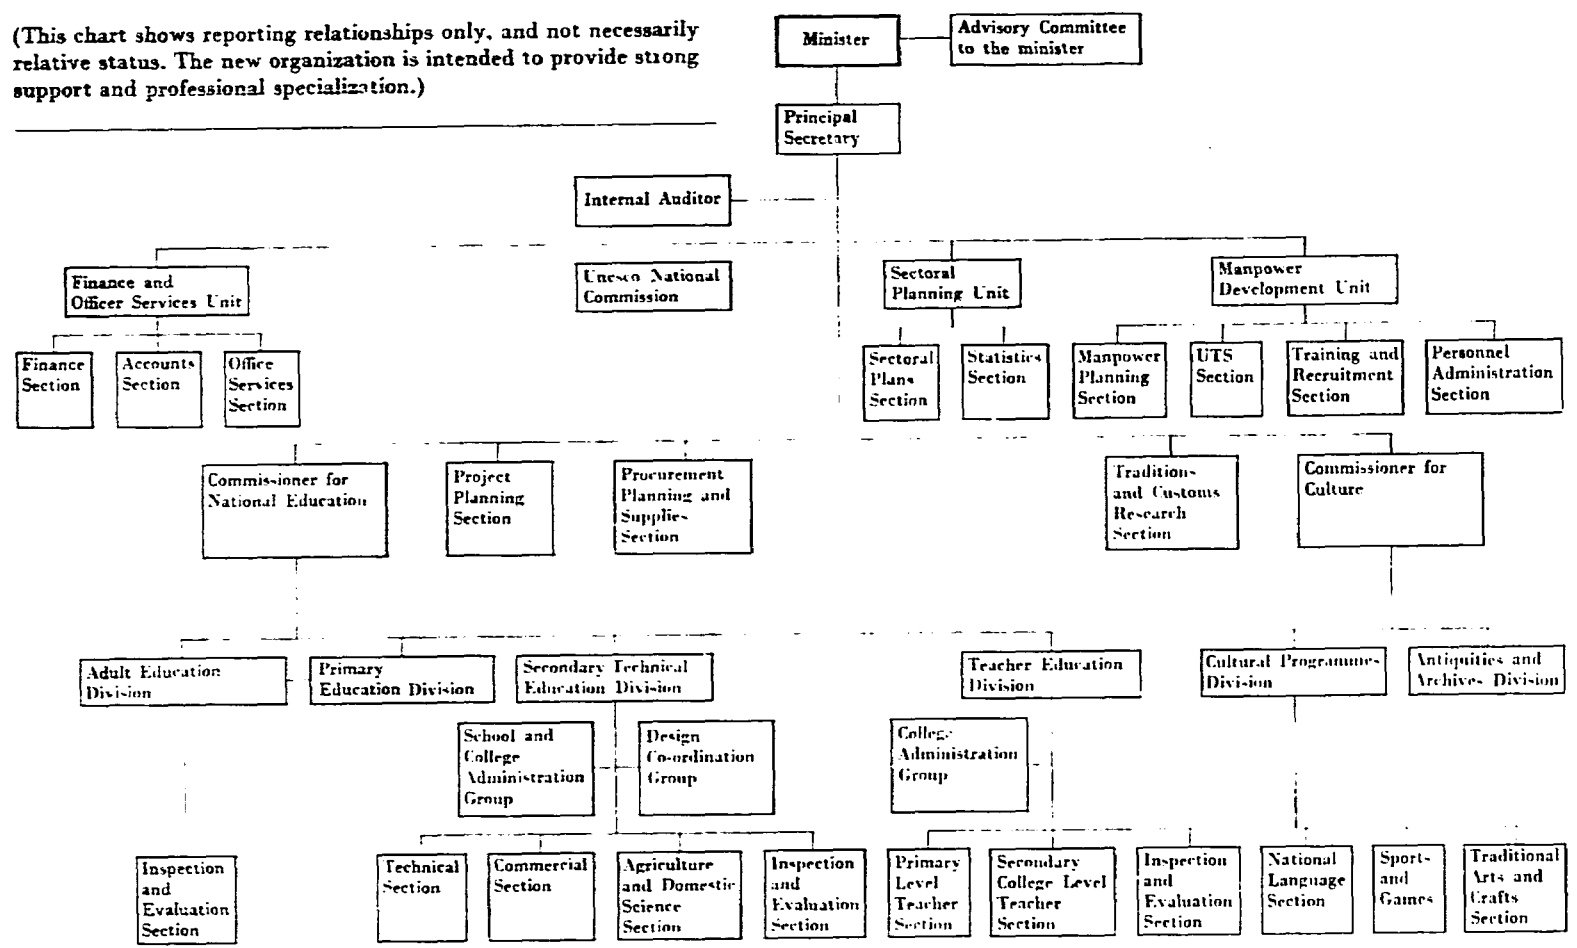 (This chart shows reporting relationships only, and not necessarily
relative status. The new organization is intended to provide strong
support and professional specialization.)
Minister
Advisory Committee
to the minister
Principal
Secretary
Internal Auditor
Finance and
Officer Services Unit
Unesco National
Commission
Sectoral
Planning Unit
Manpower
Development Unit
Finance
Section
Accounts
Section
Office
Services
Section
Sectoral
Plans
Section
Statistics
Section
Manpower
Planning
Section
UTS
Section
Training and
Recruitment
Section
Personnel
Administration
Section
Commissioner for
National Education
Project
Planning
Section
Procurement
Planning and
Supplies
Section
Traditions
and Customs
Research
Section
Commissioner for
Culture
Adult Education
Division
Primary
Education Division
Secondary Technical
Education Division
Teacher Education
Division
Cultural Programmes
Division
Antiquities and
Archives Division
School and
College
Administration
Group
Design
Co-ordination
Group
College
Administration
Group
Inspection
and
Evaluation
Section
Technical
Section
Commercial
Section
Agriculture
and Domestic
Science
Section
Inspection
and
Evaluation
Section
Primary
Level
Teacher
Section
Secondary
College Level
Teacher
Section
Inspection
and
Evaluation
Section
National
Language
Section
Sports
and
Games
Traditional
Arts and
Crafts
Section